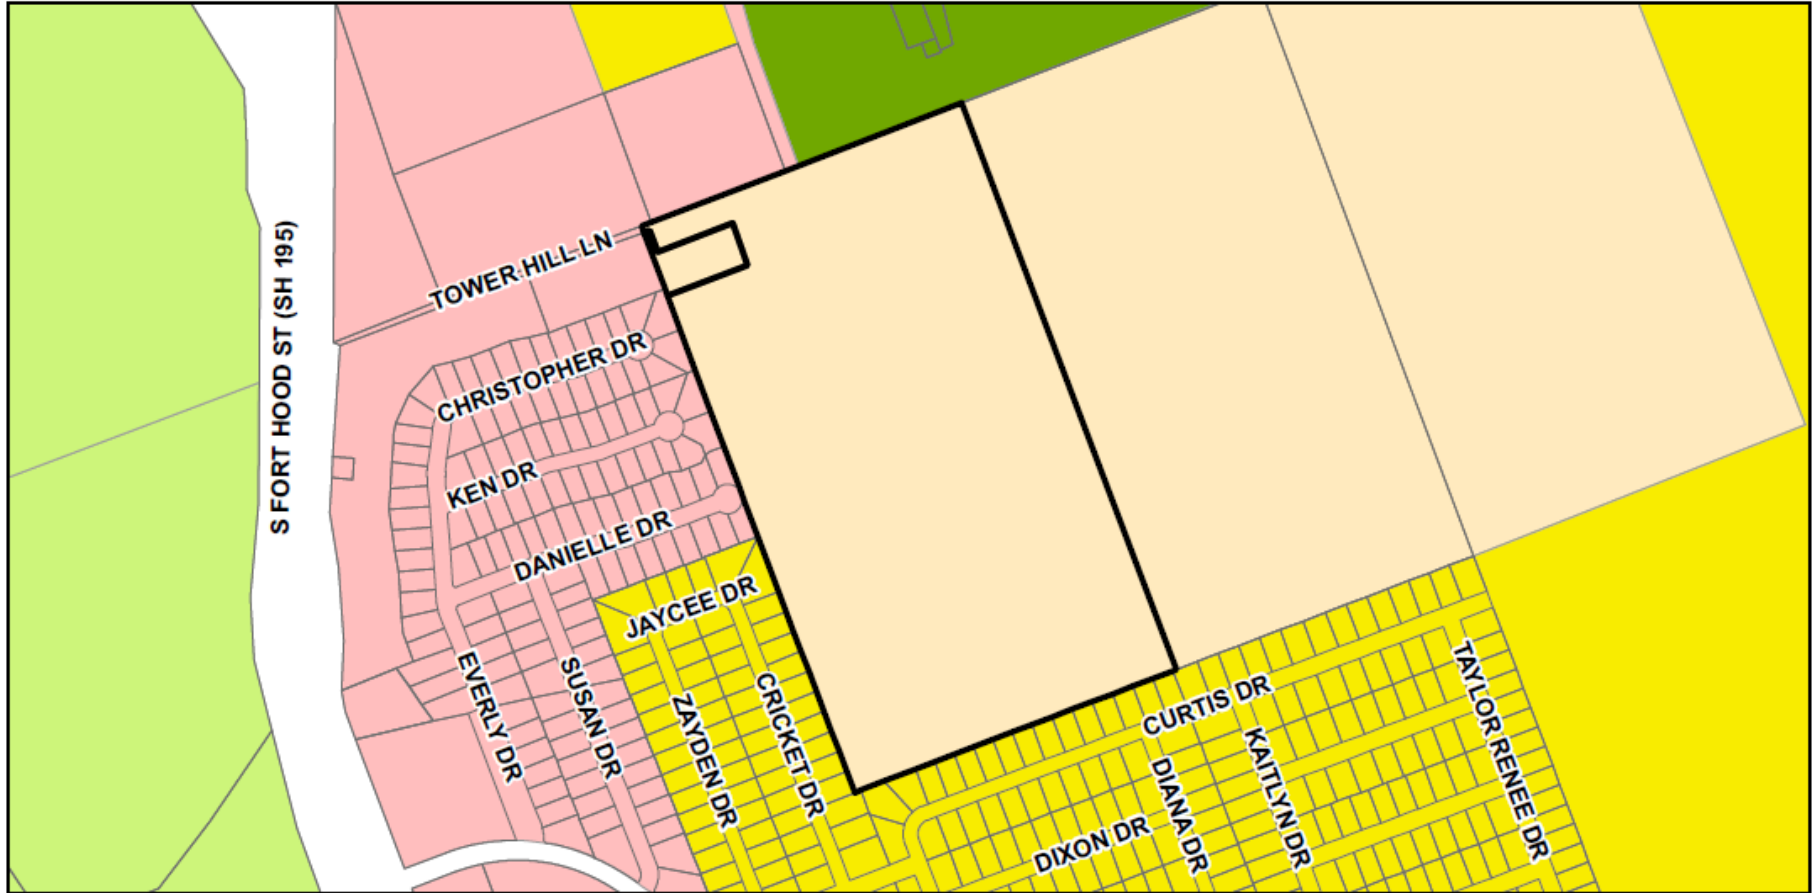 S FORT HOOD ST (SH 195)
TOWER HILL LN
CHRISTOPHER DR
KEN DR
DANIELLE DR
JAYCEE DR
EVERLY DR
SUSAN DR
ZAYDEN DR
CRICKET DR
CURTIS DR
DIXON DR
DIANA DR
KAITLYN DR
TAYLOR RENEE DR